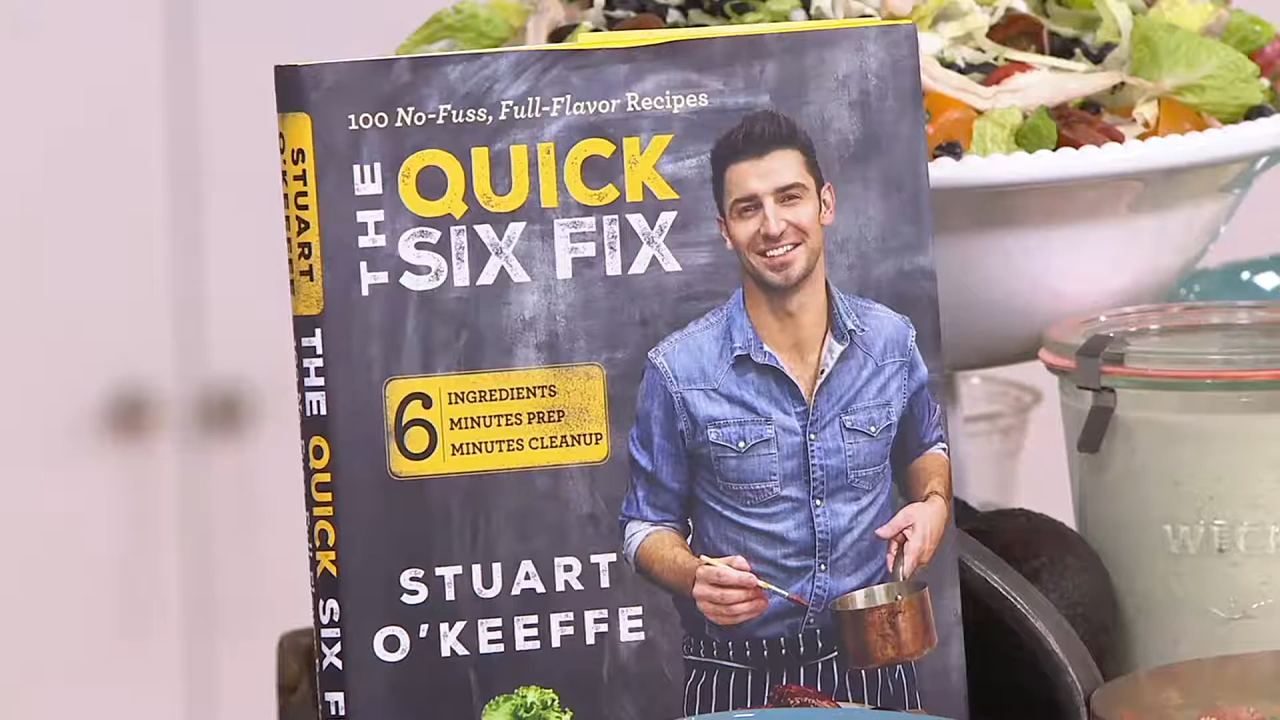 100 No-Fuss, Full-Flavor Recipes
THE
QUICK
SIX FIX
6
INGREDIENTS
MINUTES PREP
MINUTES CLEANUP
STUART
O'KEEFFE
STUART
O'KEEFFE
THE QUICK SIX F
WECK